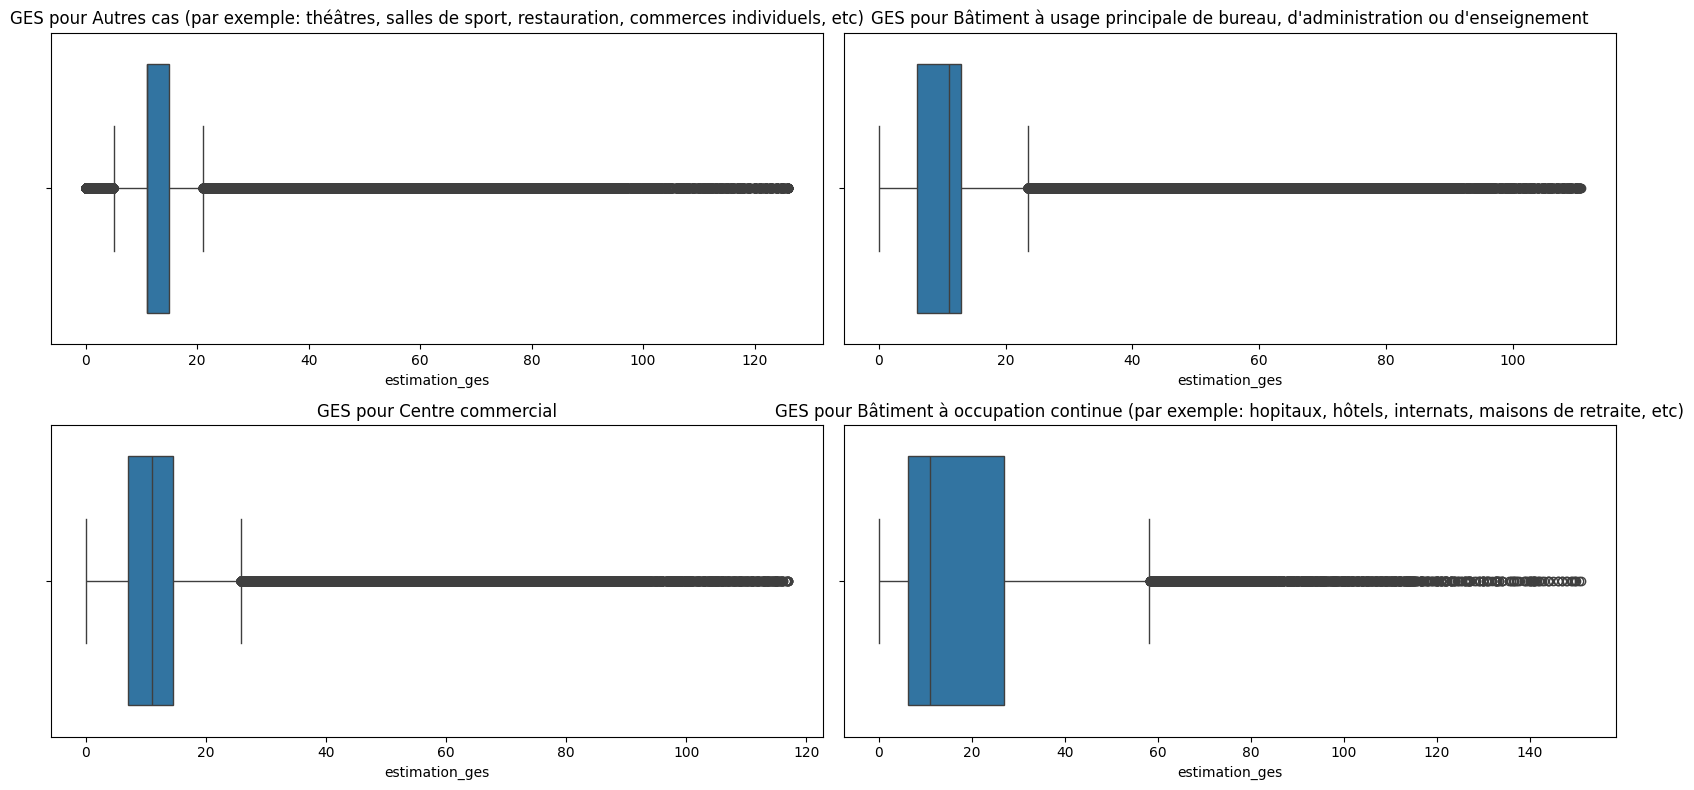 GES pour Autres cas (par exemple: théâtres, salles de sport, restauration, commerces individuels, etc)
0 20 40 60 80 100 120
estimation_ges
GES pour Bâtiment à usage principale de bureau, d'administration ou d'enseignement
0 20 40 60 80 100
estimation_ges
GES pour Centre commercial
0 20 40 60 80 100 120
estimation_ges
GES pour Bâtiment à occupation continue (par exemple: hopitaux, hôtels, internats, maisons de retraite, etc)
0 20 40 60 80 100 120 140
estimation_ges